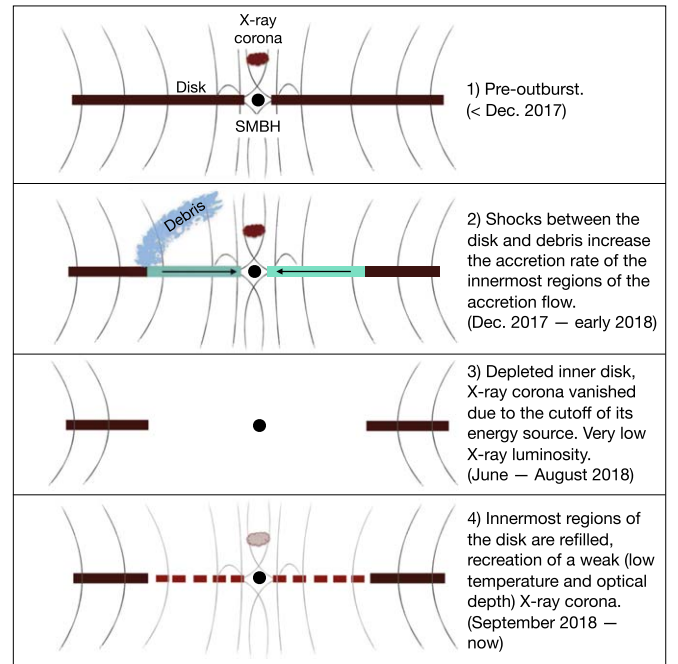 X-ray
corona
Disk
SMBH
1) Pre-outburst.
(< Dec. 2017)
Debris
2) Shocks between the
disk and debris increase
the accretion rate of the
innermost regions of the
accretion flow.
(Dec. 2017 — early 2018)
3) Depleted inner disk,
X-ray corona vanished
due to the cutoff of its
energy source. Very low
X-ray luminosity.
(June — August 2018)
4) Innermost regions of
the disk are refilled,
recreation of a weak (low
temperature and optical
depth) X-ray corona.
(September 2018 —
now)